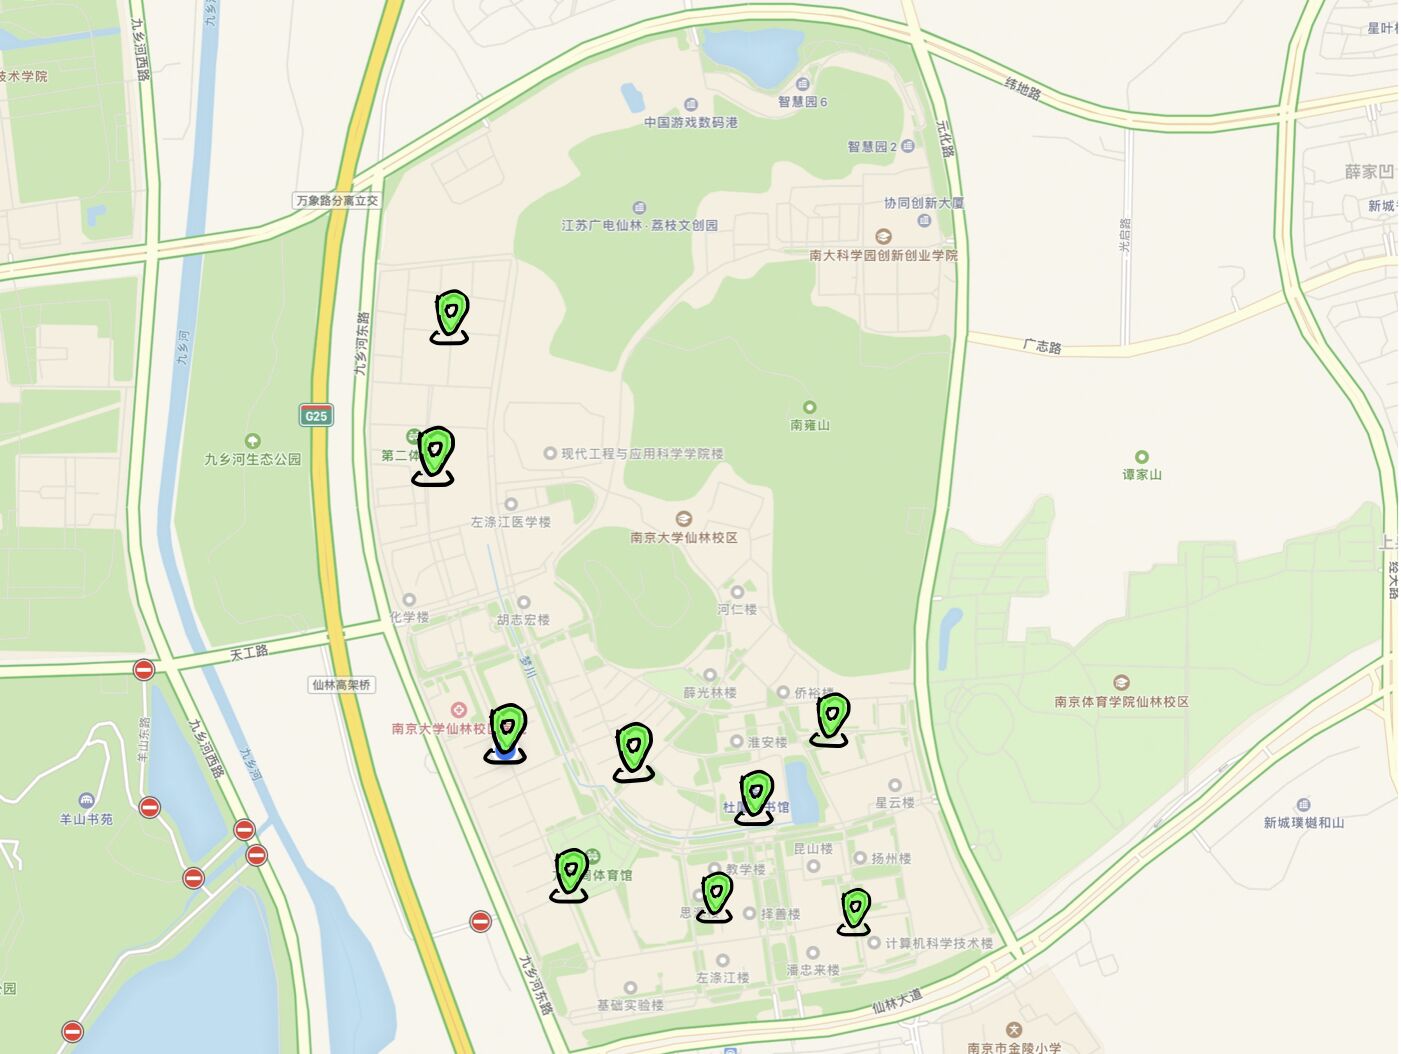 九乡河西路
九乡河
星叶
技术学院
纬地路
智慧园6
中国游戏数码港
元化路
智慧园2
薛家凹
万象路分离立交
协同创新大厦
新城
江苏广电仙林·荔枝文创园
光启路
南大科学园创新创业学院
九乡河
九乡河东路
广志路
G25
南雍山
第二体
现代工程与应用科学学院楼
九乡河生态公园
谭家山
左涤江医学楼
南京大学仙林校区
上
化学楼
胡志宏楼
河仁楼
天工路
梦川
仙林高架桥
薛光林楼
侨裕楼
南京体育学院仙林校区
羊山东路
九乡河西路
南京大学仙林校
淮安楼
九乡河
杜
书馆
星云楼
羊山书苑
新城璞樾和山
昆山楼
扬州楼
教学楼
体育馆
思
择善楼
计算机科学技术楼
左涤江楼
潘忠来楼
九乡河东路
基础实验楼
仙林大道
公园
南京市金陵小学